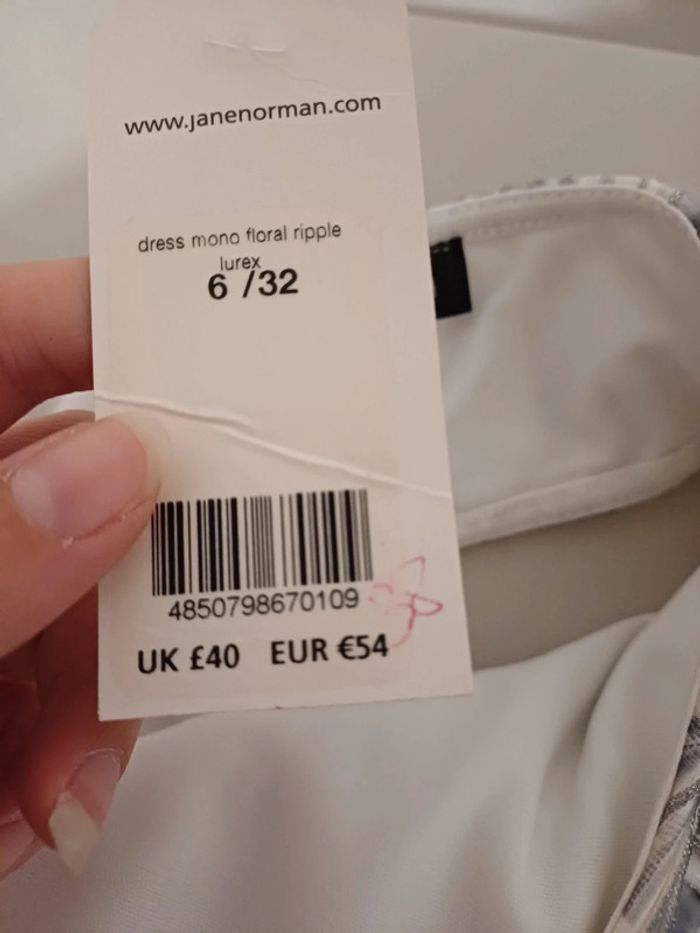 www.janenorman.com
dress mono floral ripple
lurex
6 /32
4850798670109
UK £40 EUR €54